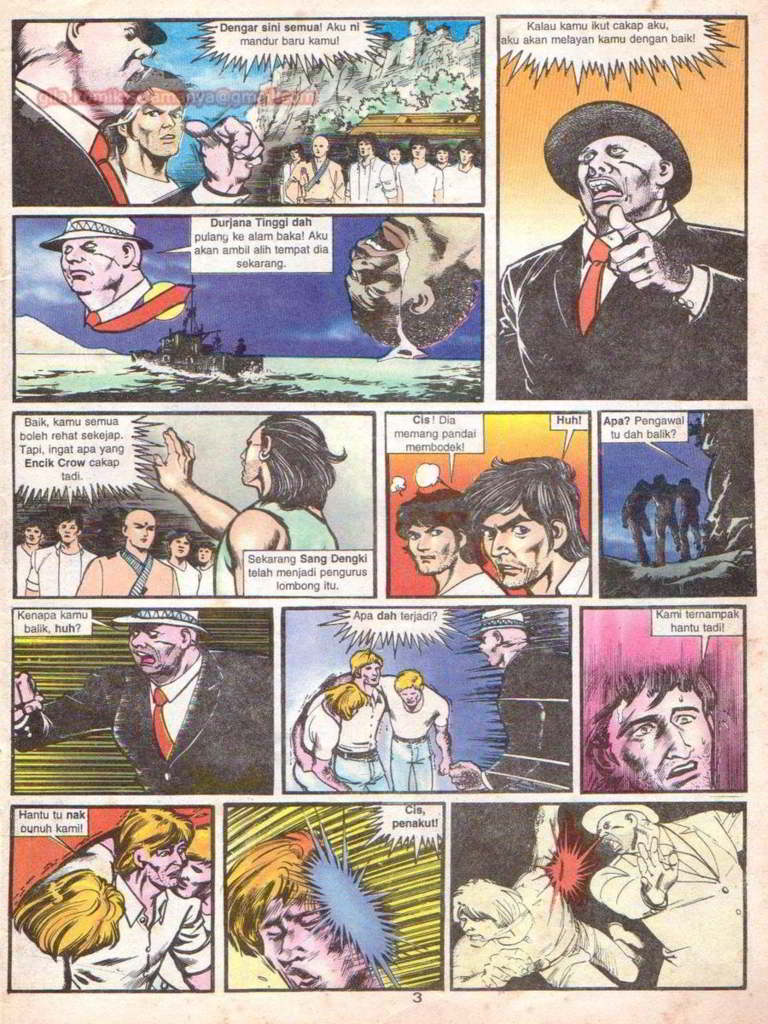 Dengar sini semua! Aku ni
mandur baru kamu!
Kalau kamu ikut cakap aku,
aku akan melayan kamu dengan baik!
Durjana Tinggi dah
pulang ke alam baka! Aku
akan ambil alih tempat dia
sekarang.
Baik, kamu semua
boleh rehat sekejap.
Tapi, ingat apa yang
Encik Crow cakap
tadi.
Sekarang Sang Dengki
telah menjadi pengurus
lombong itu.
Cis! Dia
memang pandai
membodek!
Huh!
Apa? Pengawal
tu dah balik?
Kenapa kamu
balik, huh?
Apa dah terjadi?
Kami ternampak
hantu tadi!
Hantu tu nak
bunuh kami!
Cis,
penakut!
3